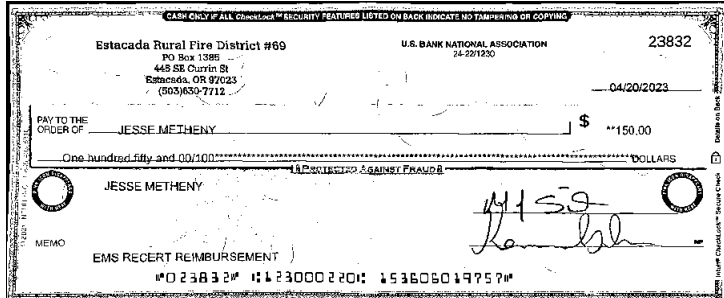 CASH ONLY IF ALL CheckLock™ SECURITY FEATURES LISTED ON BACK INDICATE NO TAMPERING OR COPYING
Estacada Rural Fire District #69
PO Box 1385
445 SE Currin St
Estacada, OR 97023
(503)630-7712
U.S. BANK NATIONAL ASSOCIATION
24-22/1230
23832
04/20/2023
PAY TO THE
ORDER OF JESSE METHENY $ **150.00
One hundred fifty and 00/100 DOLLARS
PROTECTED AGAINST FRAUD
JESSE METHENY
MEMO
EMS RECERT REIMBURSEMENT
⑈023832⑈ ⑆123000220⑆ 153606019757⑈